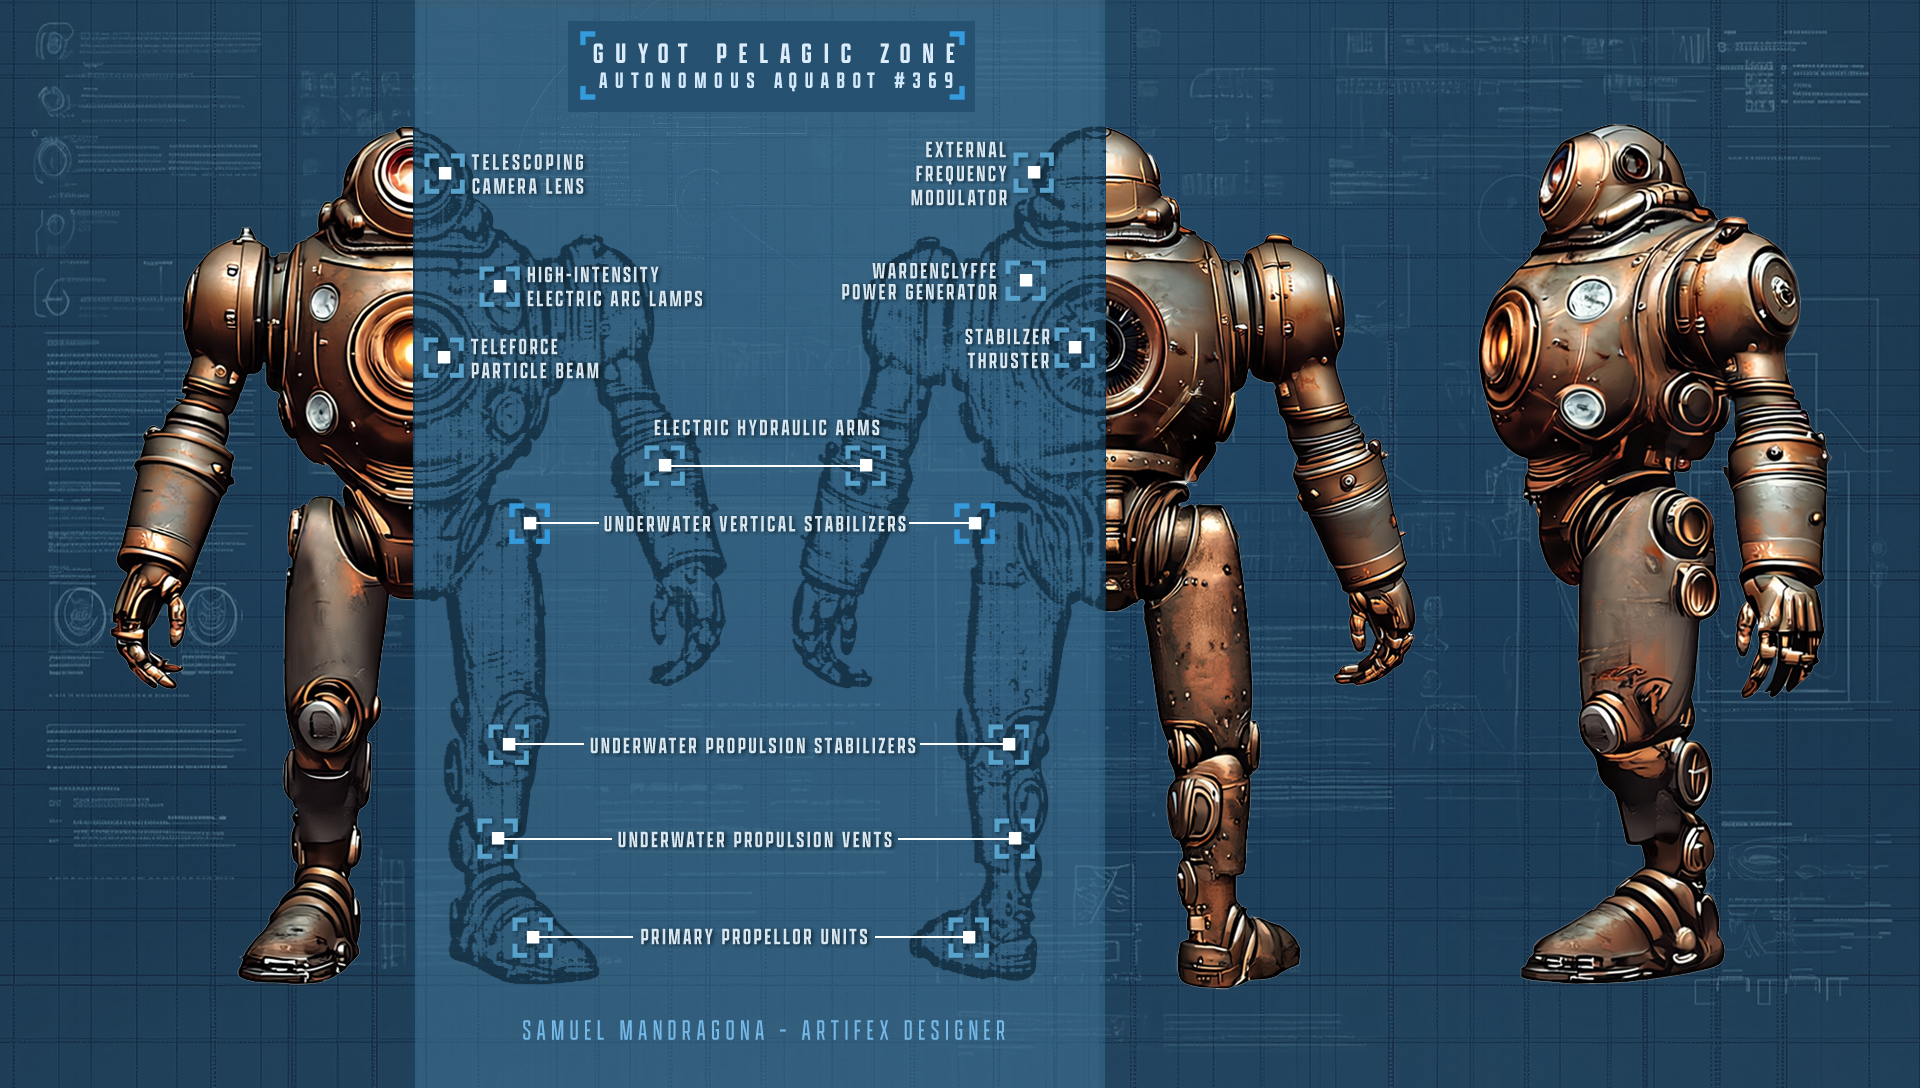 GUYOT PELAGIC ZONE
AUTONOMOUS AQUABOT #369
TELESCOPING
CAMERA LENS
EXTERNAL
FREQUENCY
MODULATOR
HIGH-INTENSITY
ELECTRIC ARC LAMPS
WARDENCLYFFE
POWER GENERATOR
TELEFORCE
PARTICLE BEAM
STABILZER
THRUSTER
ELECTRIC HYDRAULIC ARMS
UNDERWATER VERTICAL STABILIZERS
UNDERWATER PROPULSION STABILIZERS
UNDERWATER PROPULSION VENTS
PRIMARY PROPELLOR UNITS
SAMUEL MANDRAGONA - ARTIFEX DESIGNER